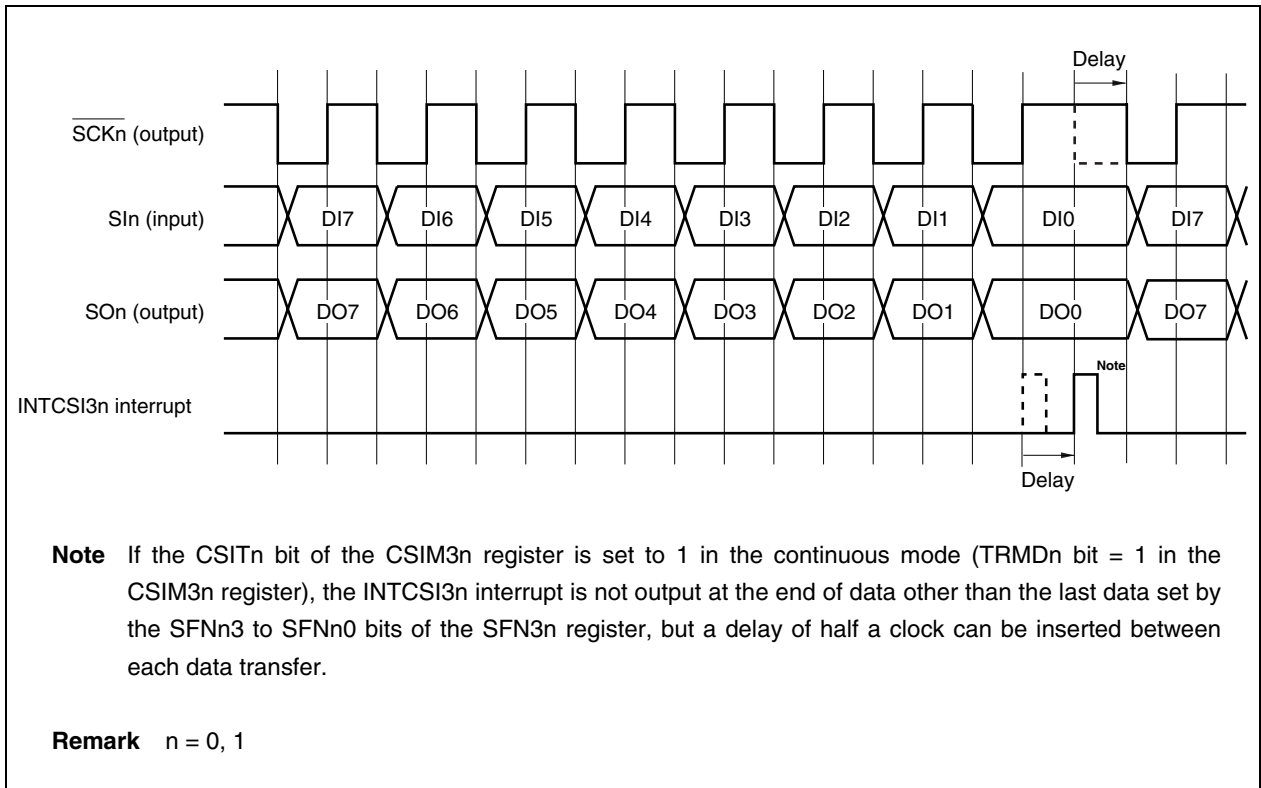 Delay
SCKn (output)
SIn (input)
DI7 DI6 DI5 DI4 DI3 DI2 DI1 DI0 DI7
SOn (output)
DO7 DO6 DO5 DO4 DO3 DO2 DO1 DO0 DO7
Note
INTCSI3n interrupt
Delay
Note If the CSITn bit of the CSIM3n register is set to 1 in the continuous mode (TRMDn bit = 1 in the
CSIM3n register), the INTCSI3n interrupt is not output at the end of data other than the last data set by
the SFNn3 to SFNn0 bits of the SFN3n register, but a delay of half a clock can be inserted between
each data transfer.
Remark n = 0, 1